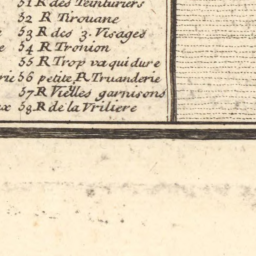 51 R des Teinturiers
52 R Tirouane
53 R des 3. Visages
54 R Tronion
55 R Trop va qui dure
rie 56 petite R Truanderie
57 R Vielles garnisons
ux 58 R de la Vriliere